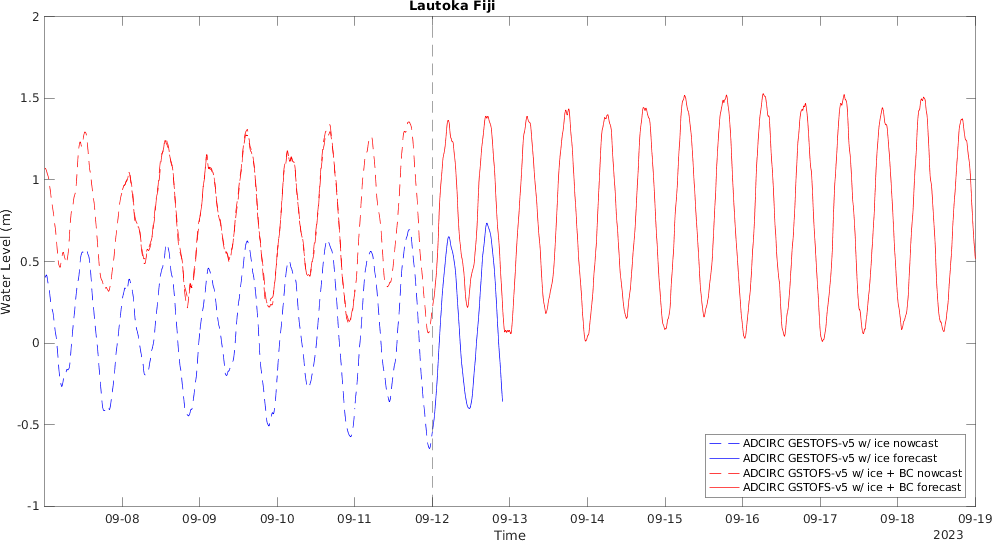 Lautoka Fiji
2
1.5
1
0.5
0
-0.5
-1
Water Level (m)
ADCIRC GESTOFS-v5 w/ ice nowcast
ADCIRC GESTOFS-v5 w/ ice forecast
ADCIRC GSTOFS-v5 w/ ice + BC nowcast
ADCIRC GSTOFS-v5 w/ ice + BC forecast
09-08 09-09 09-10 09-11 09-12 09-13 09-14 09-15 09-16 09-17 09-18 09-19
Time
2023